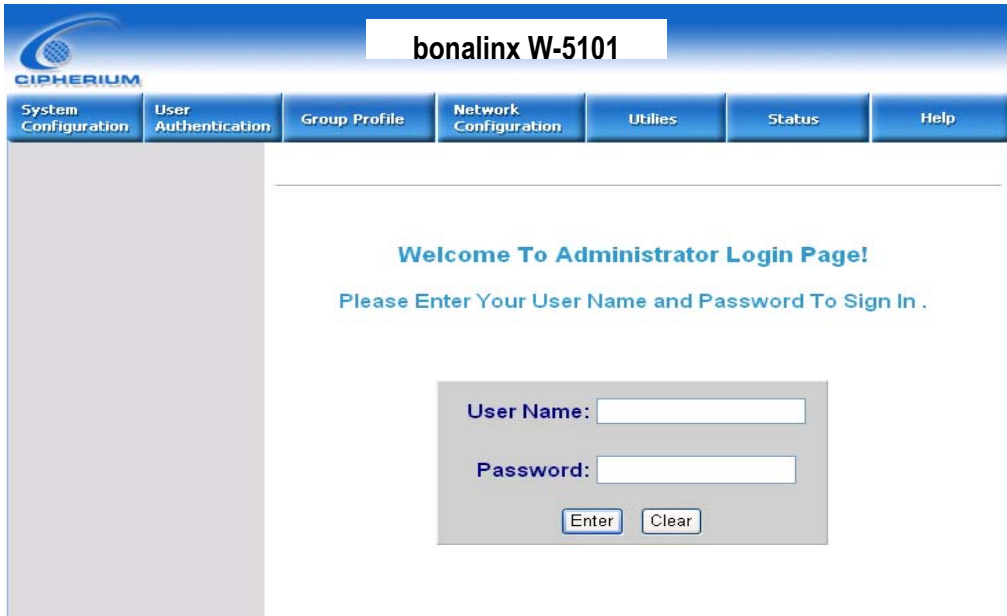 CIPHERIUM
bonalinx W-5101
System
Configuration
User
Authentication
Group Profile
Network
Configuration
Utilies
Status
Help
Welcome To Administrator Login Page!
Please Enter Your User Name and Password To Sign In .
User Name:
Password:
Enter
Clear